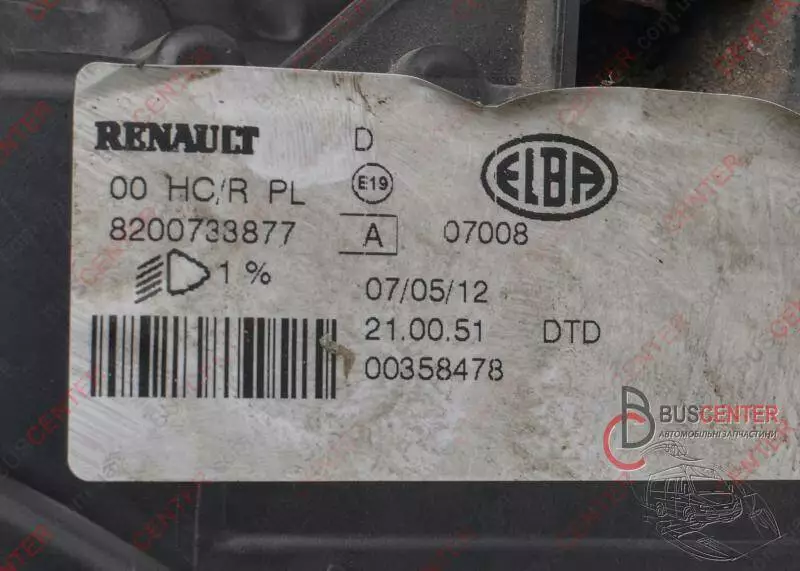 RENAULT D ELBA
00 HC/R PL E19
8200733877 A 07008
1 %
07/05/12
21.00.51 DTD
00358478
BUSCENTER
АВТОМОБІЛЬНІ ЗАПЧАСТИНИ